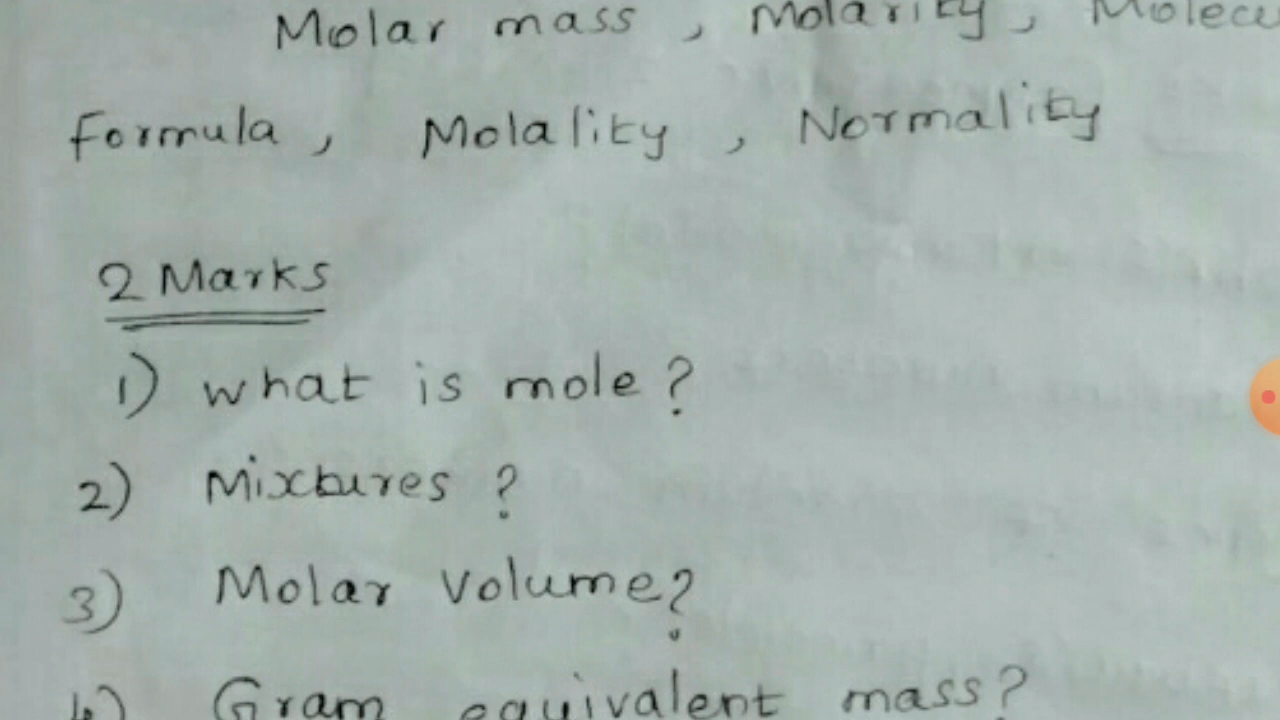 Molar mass , Molarity ,
Formula , Molality , Normality
2 Marks
1) what is mole ?
2) Mixtures ?
3) Molar volume?
4) Gram equivalent mass?